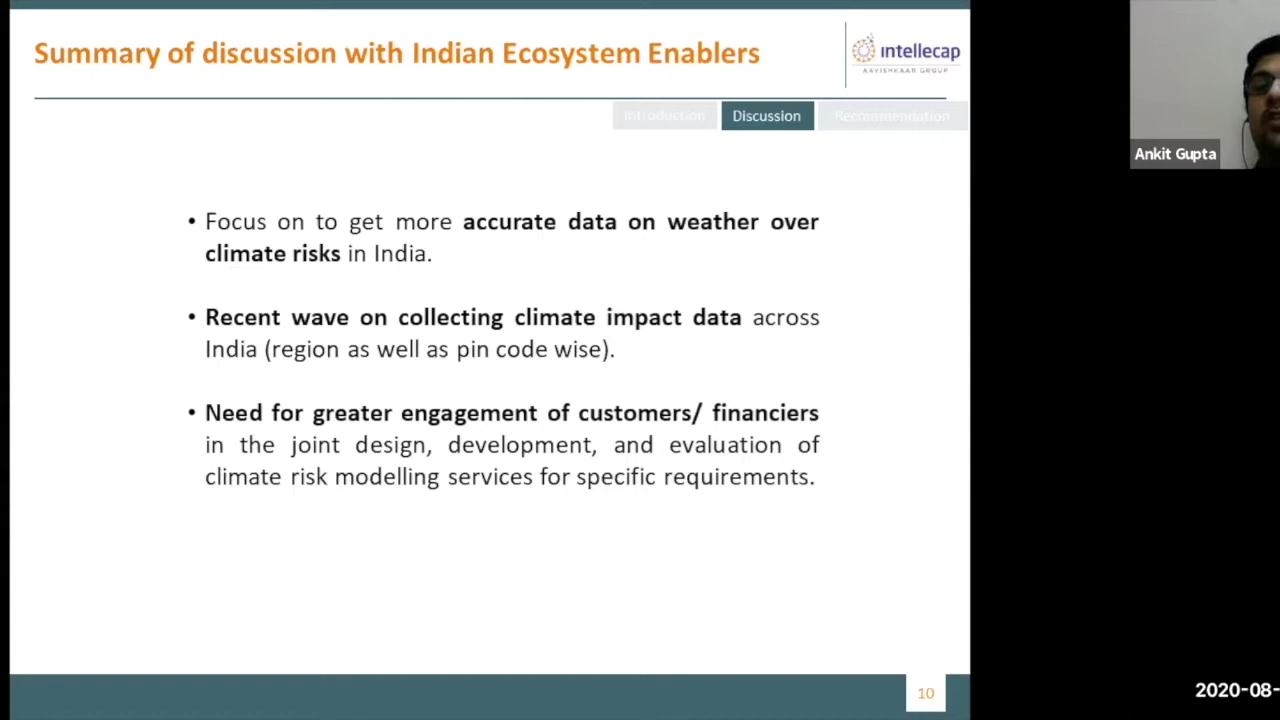 Summary of discussion with Indian Ecosystem Enablers
intellecap
AAVISHKAAR GROUP
Introduction
Discussion
Recommendation
Ankit Gupta
• Focus on to get more accurate data on weather over
climate risks in India.
• Recent wave on collecting climate impact data across
India (region as well as pin code wise).
• Need for greater engagement of customers/ financiers
in the joint design, development, and evaluation of
climate risk modelling services for specific requirements.
10
2020-08-